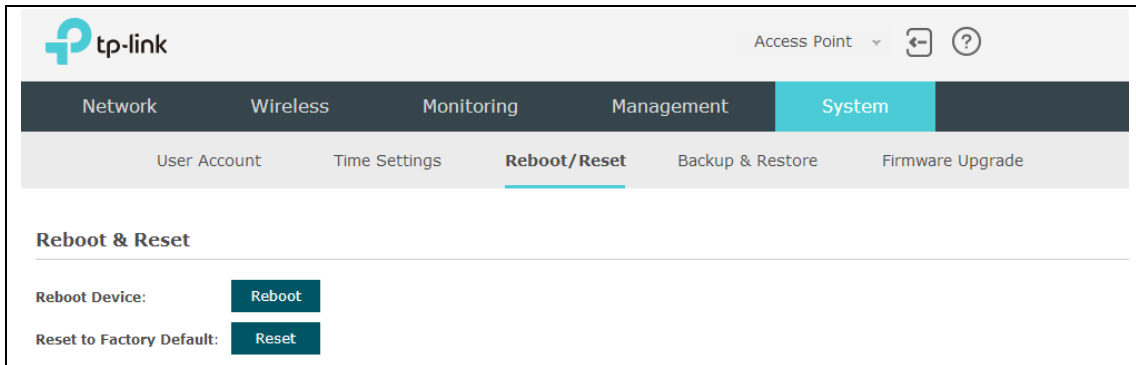 tp-link
Access Point
Network Wireless Monitoring Management System
User Account Time Settings Reboot/Reset Backup & Restore Firmware Upgrade
Reboot & Reset
Reboot Device: Reboot
Reset to Factory Default: Reset